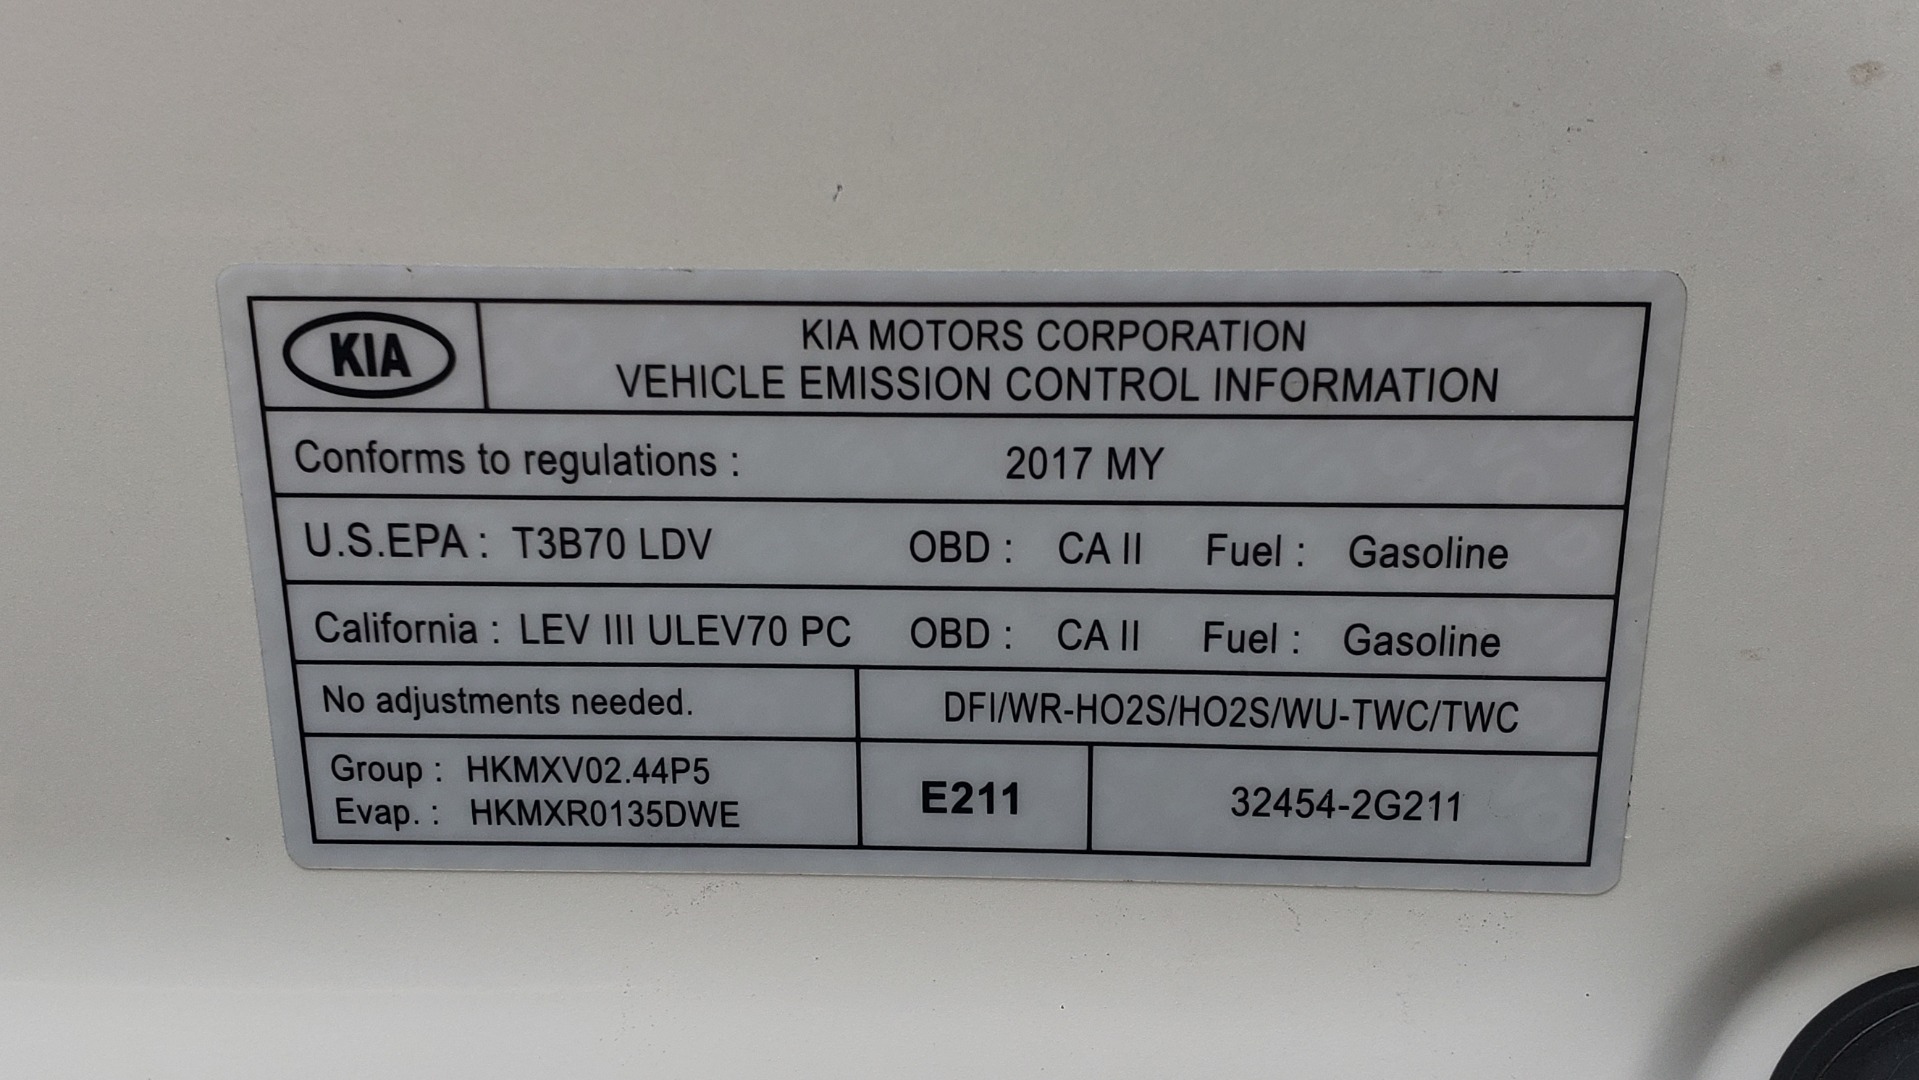 KIA
KIA MOTORS CORPORATION
VEHICLE EMISSION CONTROL INFORMATION
Conforms to regulations : 2017 MY
U.S.EPA : T3B70 LDV OBD : CA II Fuel : Gasoline
California : LEV III ULEV70 PC OBD : CA II Fuel : Gasoline
No adjustments needed. DFI/WR-HO2S/HO2S/WU-TWC/TWC
Group : HKMXV02.44P5
Evap. : HKMXR0135DWE
E211
32454-2G211